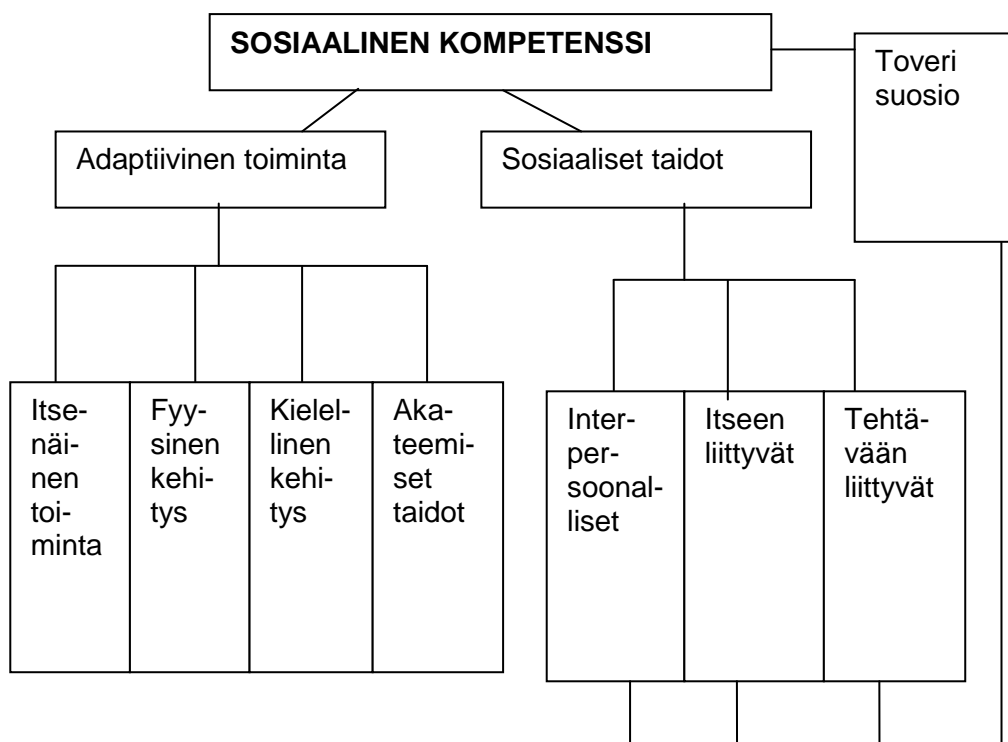 SOSIAALINEN KOMPETENSSI
Toveri
suosio
Adaptiivinen toiminta
Sosiaaliset taidot
Itse-
näi-
nen
toi-
minta
Fyy-
sinen
kehi-
tys
Kielel-
linen
kehi-
tys
Aka-
teemi-
set
taidot
Inter-
per-
soonal-
liset
Itseen
liittyvät
Tehtä-
vään
liittyvät